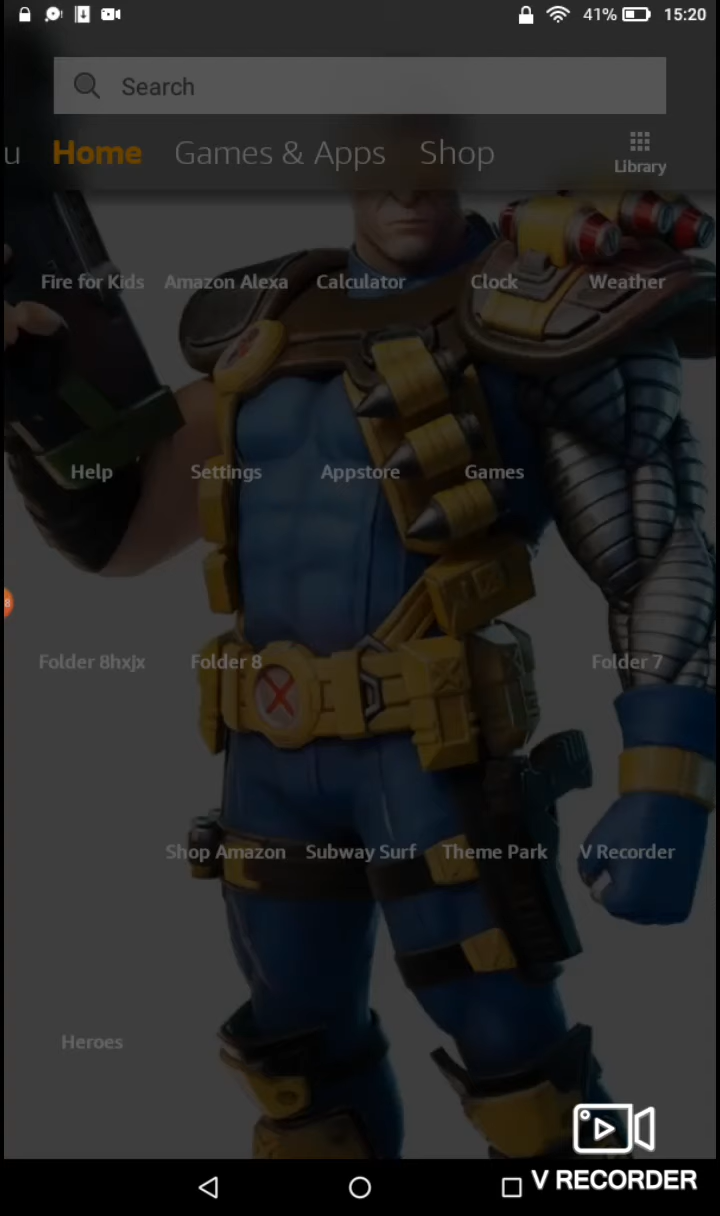 41% 15:20
Search
u Home Games & Apps Shop Library
Fire for Kids Amazon Alexa Calculator Clock Weather
Help Settings Appstore Games
8
Folder 8hxjx Folder 8 Folder 7
Shop Amazon Subway Surf Theme Park V Recorder
Heroes
V RECORDER